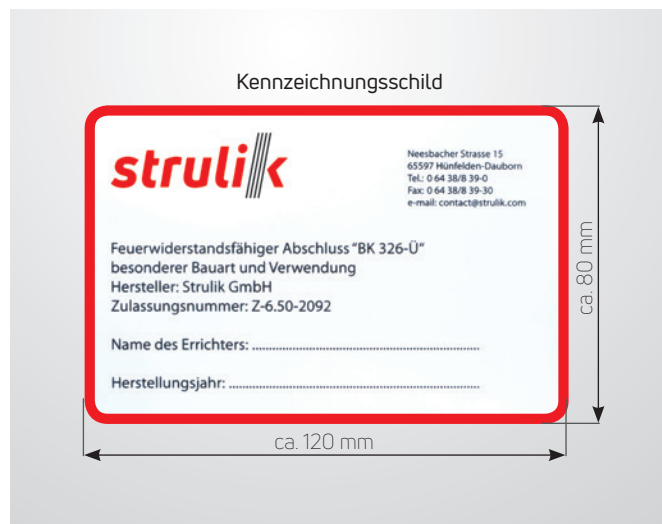 Kennzeichnungsschild
strulik
Neesbacher Strasse 15
65597 Hünfelden-Dauborn
Tel.: 0 64 38/8 39-0
Fax: 0 64 38/8 39-30
e-mail: contact@strulik.com
Feuerwiderstandsfähiger Abschluss "BK 326-Ü"
besonderer Bauart und Verwendung
Hersteller: Strulik GmbH
Zulassungsnummer: Z-6.50-2092
Name des Errichters: ................................................................
Herstellungsjahr: ................................................................
ca. 80 mm
ca. 120 mm